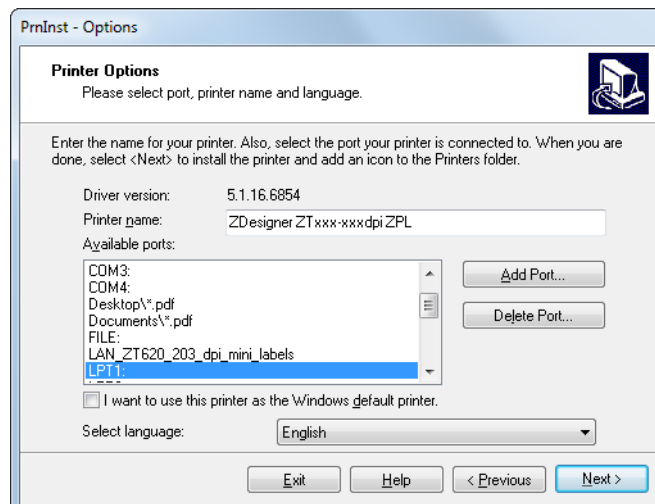 PrnInst - Options
Printer Options
Please select port, printer name and language.
Enter the name for your printer. Also, select the port your printer is connected to. When you are
done, select <Next> to install the printer and add an icon to the Printers folder.
Driver version: 5.1.16.6854
Printer name: ZDesigner ZTxxx-xxxdpi ZPL
Available ports:
COM3:
COM4:
Desktop\*.pdf
Documents\*.pdf
FILE:
LAN_ZT620_203_dpi_mini_labels
LPT1:
Add Port...
Delete Port...
I want to use this printer as the Windows default printer.
Select language: English
Exit Help < Previous Next >